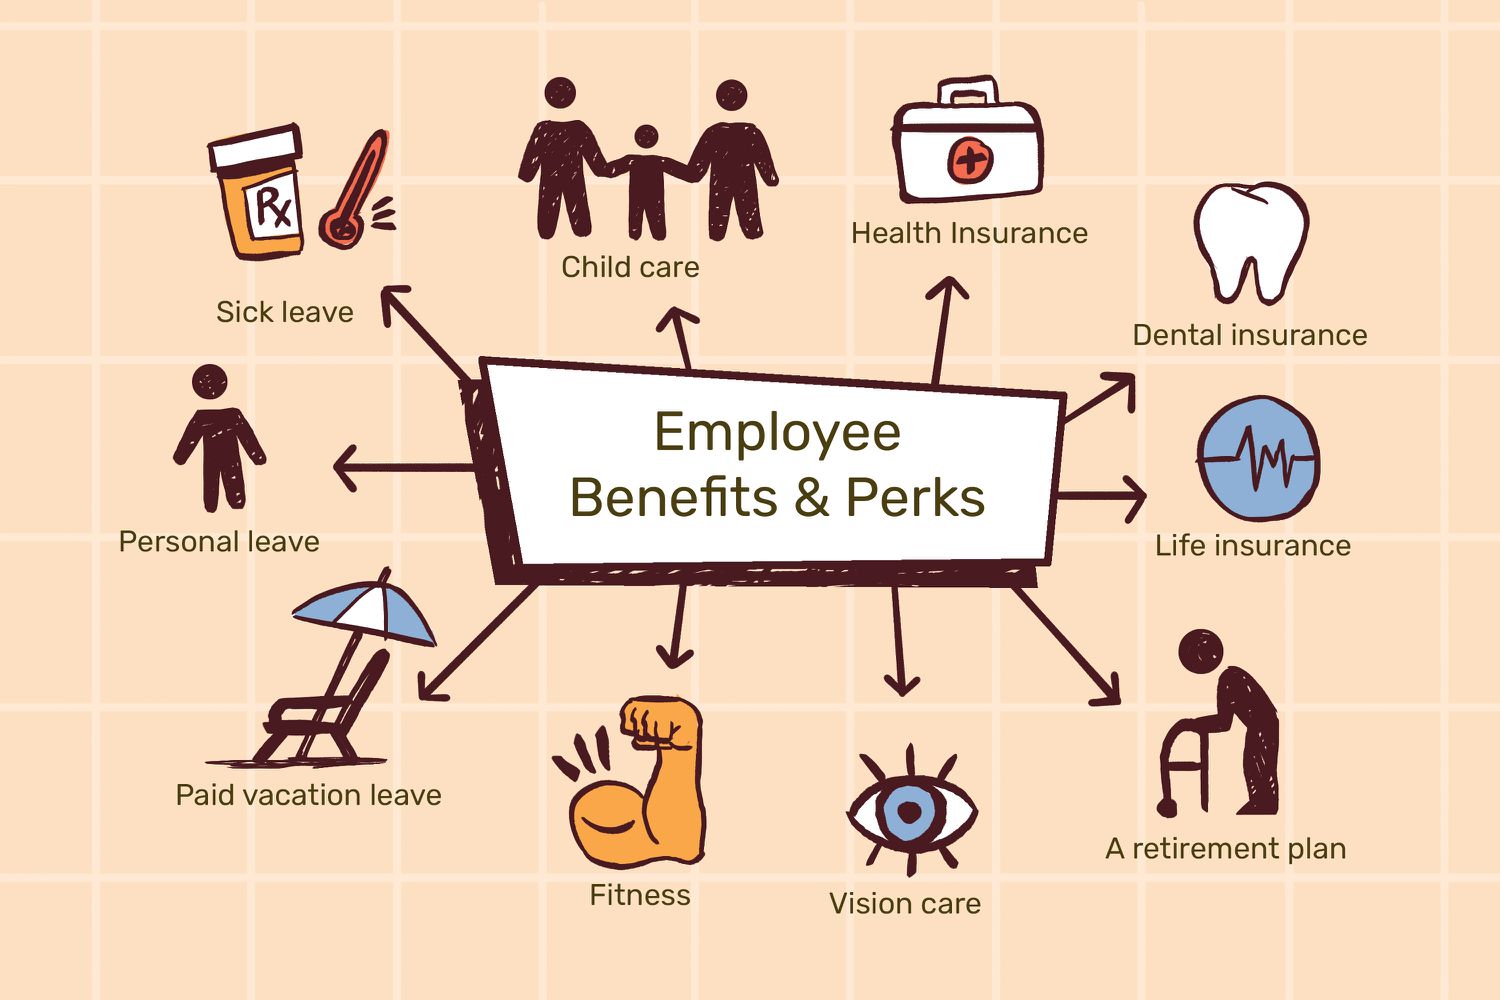 Rx
Child care
Health Insurance
Sick leave
Dental insurance
Employee
Benefits & Perks
Personal leave
Life insurance
Paid vacation leave
A retirement plan
Fitness
Vision care